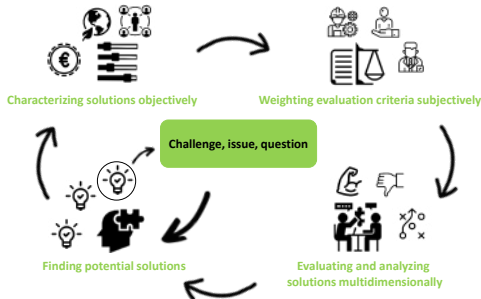 Characterizing solutions objectively
Weighting evaluation criteria subjectively
Challenge, issue, question
Finding potential solutions
Evaluating and analyzing
solutions multidimensionally